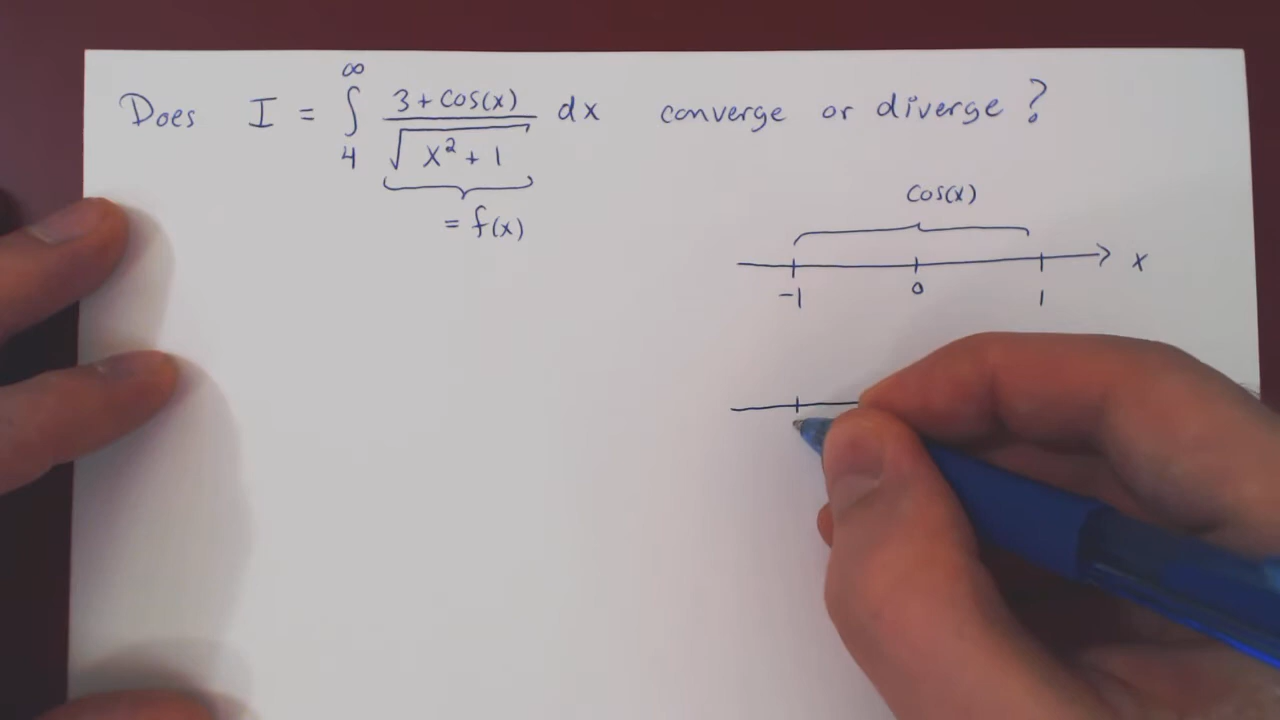 Does I = ∫₄^∞ (3 + cos(x)) / √(x² + 1) dx converge or diverge?
= f(x)
cos(x)
-1 0 1 x